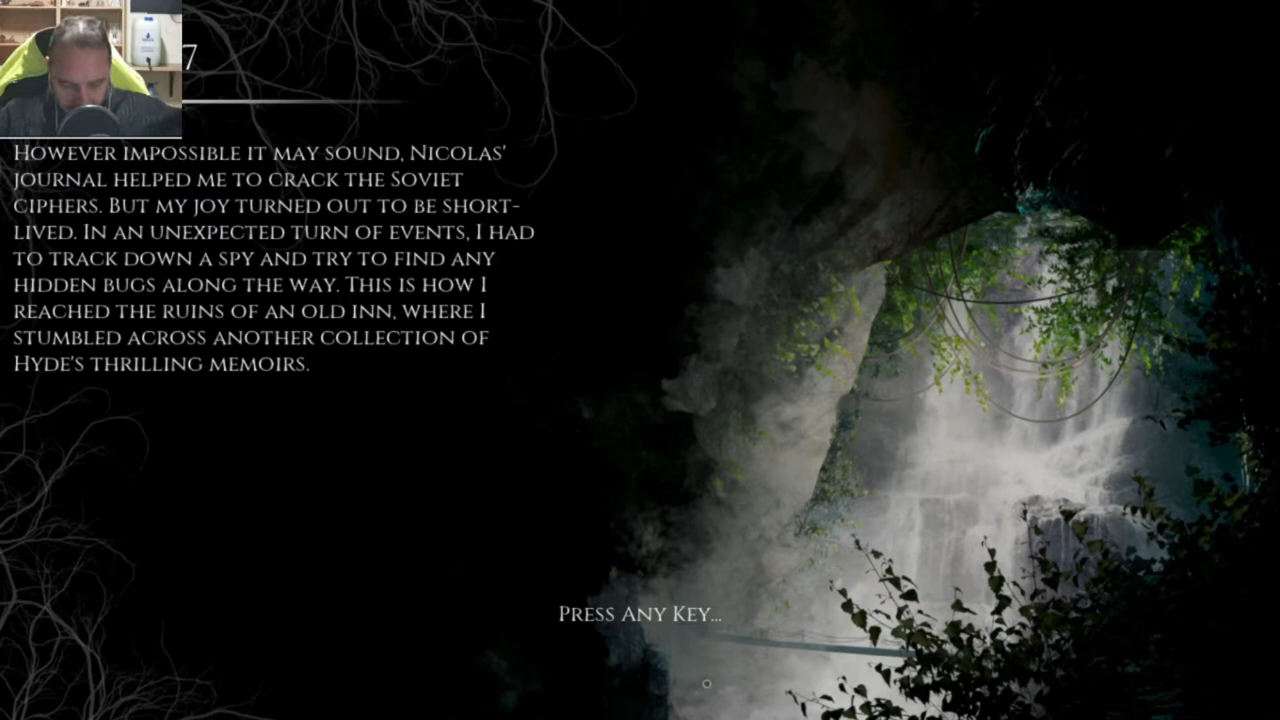 7
However impossible it may sound, Nicolas'
journal helped me to crack the Soviet
ciphers. But my joy turned out to be short-
lived. In an unexpected turn of events, I had
to track down a spy and try to find any
hidden bugs along the way. This is how I
reached the ruins of an old inn, where I
stumbled across another collection of
Hyde's thrilling memoirs.
Press Any Key...